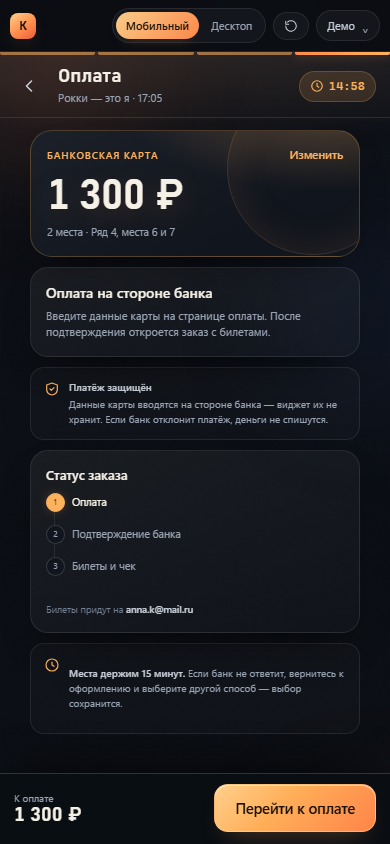 K
Мобильный
Десктоп
Демо
Оплата
Рокки — это я · 17:05
14:58
БАНКОВСКАЯ КАРТА
Изменить
1 300 ₽
2 места · Ряд 4, места 6 и 7
Оплата на стороне банка
Введите данные карты на странице оплаты. После
подтверждения откроется заказ с билетами.
Платёж защищён
Данные карты вводятся на стороне банка — виджет их не
хранит. Если банк отклонит платёж, деньги не спишутся.
Статус заказа
1 Оплата
2 Подтверждение банка
3 Билеты и чек
Билеты придут на anna.k@mail.ru
Места держим 15 минут. Если банк не ответит, вернитесь к
оформлению и выберите другой способ — выбор
сохранится.
К оплате
1 300 ₽
Перейти к оплате